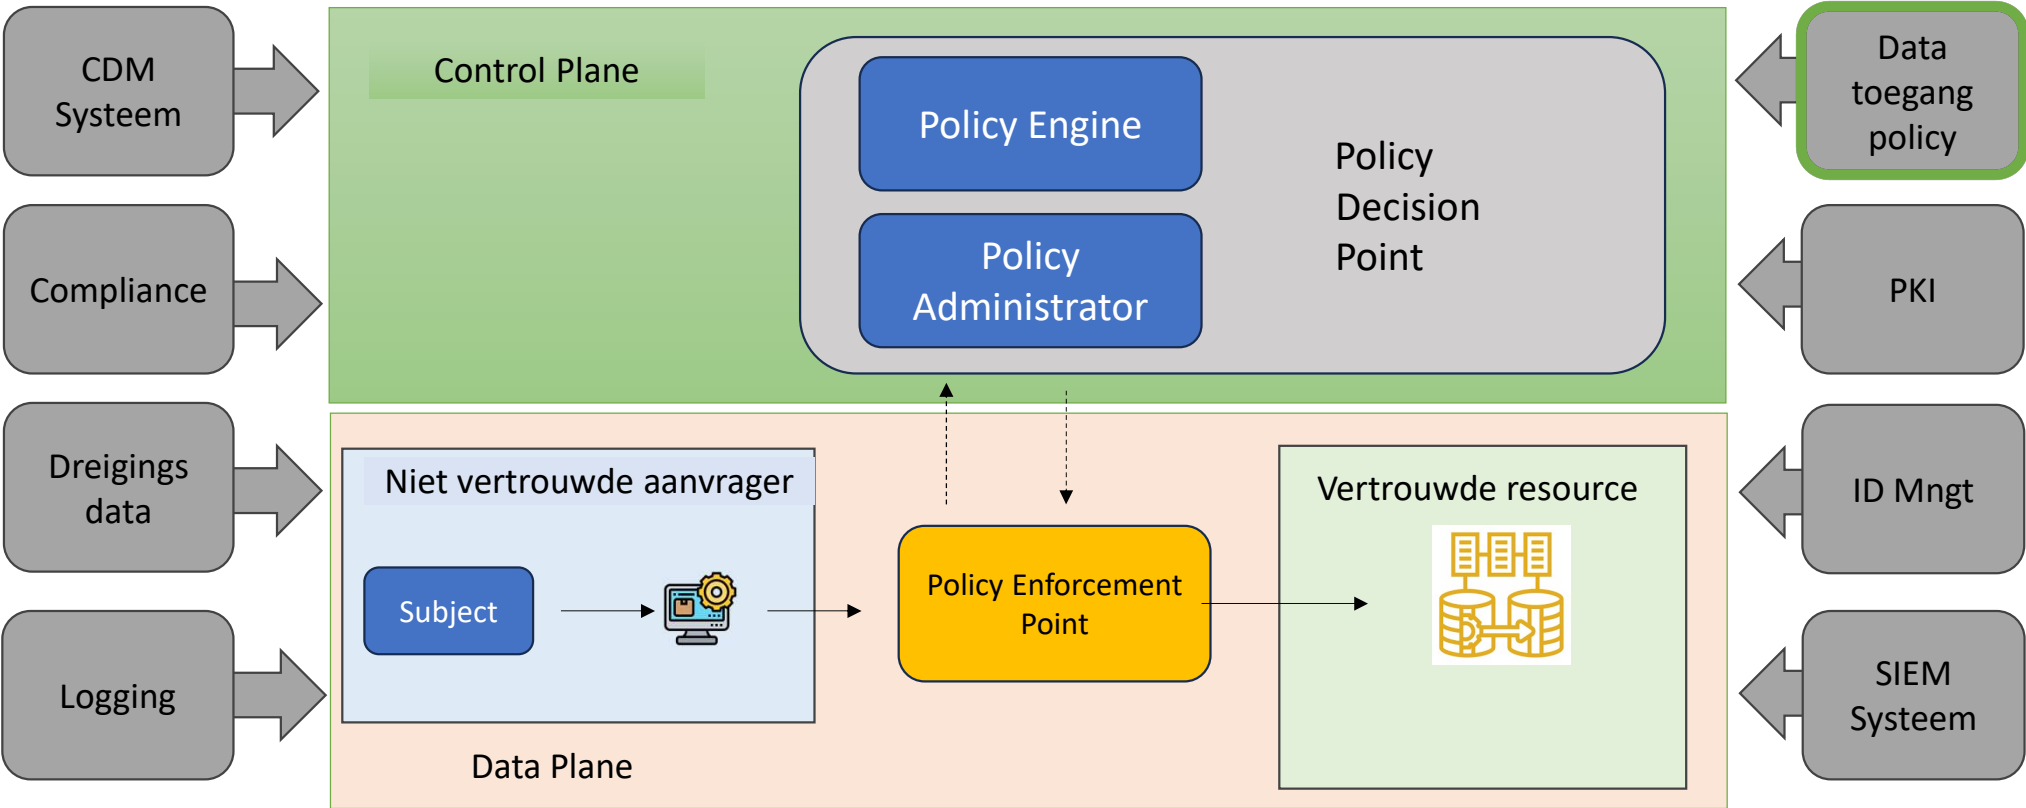 CDM
Systeem
Compliance
Dreigings
data
Logging
Control Plane
Policy Engine
Policy
Administrator
Policy
Decision
Point
Niet vertrouwde aanvrager
Subject
Policy Enforcement
Point
Vertrouwde resource
Data Plane
Data
toegang
policy
PKI
ID Mngt
SIEM
Systeem